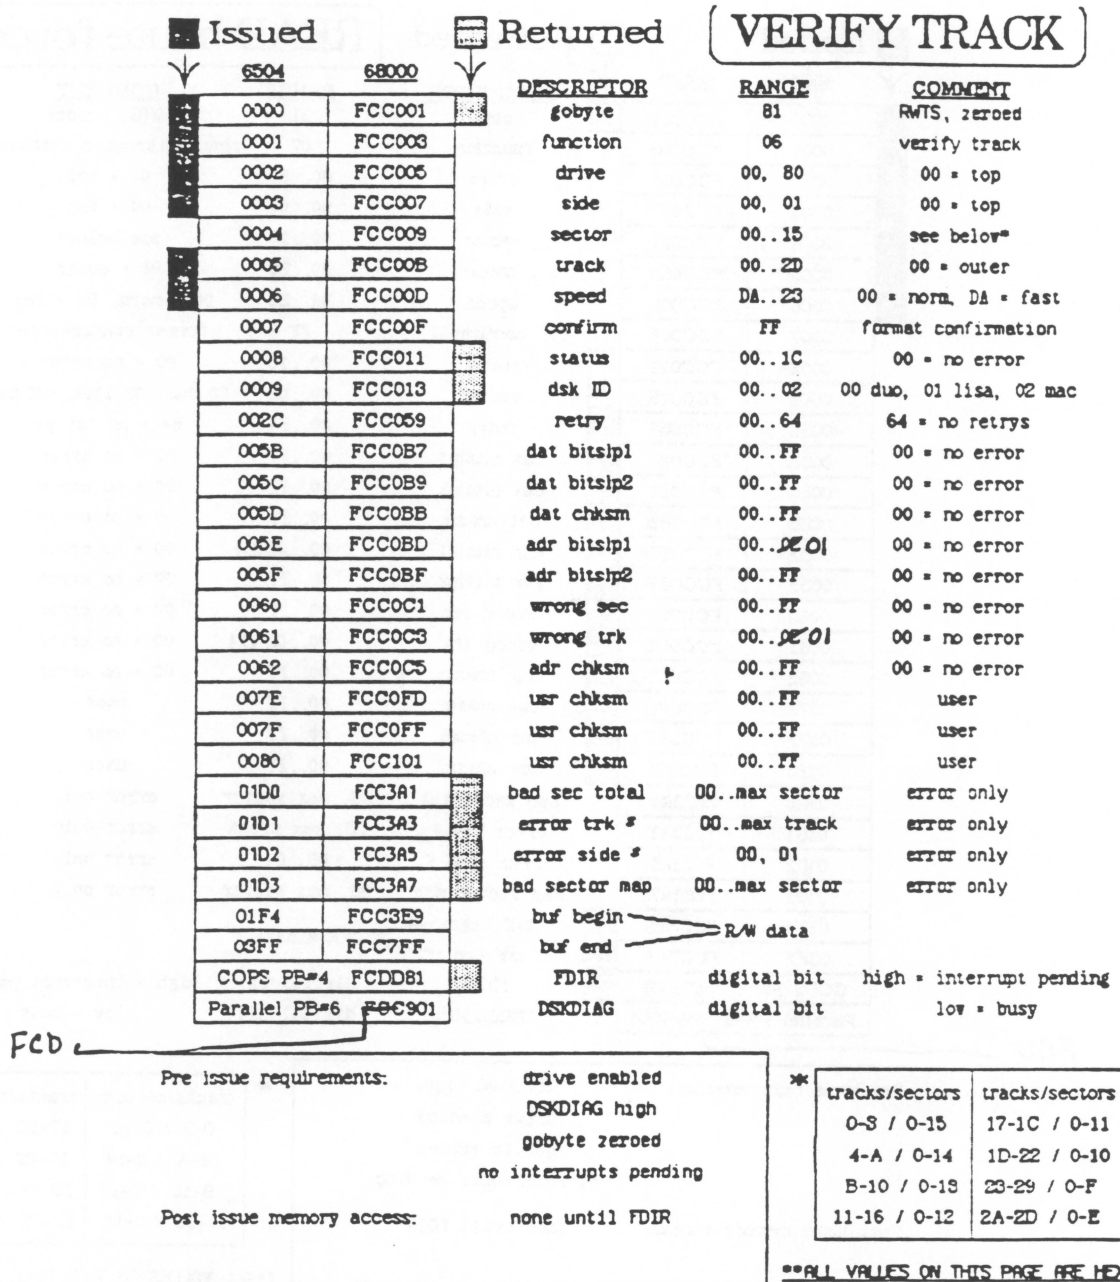 Issued Returned VERIFY TRACK
6504 68000 DESCRIPTOR RANGE COMMENT
0000 FCC001 gobyte 81 RWTS, zeroed
0001 FCC003 function 06 verify track
0002 FCC005 drive 00, 80 00 = top
0003 FCC007 side 00, 01 00 = top
0004 FCC009 sector 00..15 see below*
0005 FCC00B track 00..2D 00 = outer
0006 FCC00D speed DA..23 00 = norm, DA = fast
0007 FCC00F confirm FF format confirmation
0008 FCC011 status 00..1C 00 = no error
0009 FCC013 dsk ID 00..02 00 duo, 01 lisa, 02 mac
002C FCC059 retry 00..64 64 = no retrys
005B FCC0B7 dat bitslp1 00..FF 00 = no error
005C FCC0B9 dat bitslp2 00..FF 00 = no error
005D FCC0BB dat chksm 00..FF 00 = no error
005E FCC0BD adr bitslp1 00.. 01 00 = no error
005F FCC0BF adr bitslp2 00..FF 00 = no error
0060 FCC0C1 wrong sec 00..FF 00 = no error
0061 FCC0C3 wrong trk 00.. 01 00 = no error
0062 FCC0C5 adr chksm 00..FF 00 = no error
007E FCC0FD usr chksm 00..FF user
007F FCC0FF usr chksm 00..FF user
0080 FCC101 usr chksm 00..FF user
01D0 FCC3A1 bad sec total 00..max sector error only
01D1 FCC3A3 error trk # 00..max track error only
01D2 FCC3A5 error side # 00, 01 error only
01D3 FCC3A7 bad sector map 00..max sector error only
01F4 FCC3E9 buf begin
R/W data
03FF FCC7FF buf end
COPS PB#4 FCDD81 FDIR digital bit high = interrupt pending
Parallel PB#6 FDC901 DSKDIAG digital bit low = busy
FCD
Pre issue equirements: drive enabled
DSKDIAG high
gobyte zeroed
no interrupts pending
Post issue memory access: none until FDIR
*
tracks/sectors tracks/sectors
0-3 / 0-15 17-1C / 0-11
4-A / 0-14 1D-22 / 0-10
B-10 / 0-13 23-29 / 0-F
11-16 / 0-12 2A-2D / 0-E
**ALL VALUES ON THIS PAGE ARE HEX